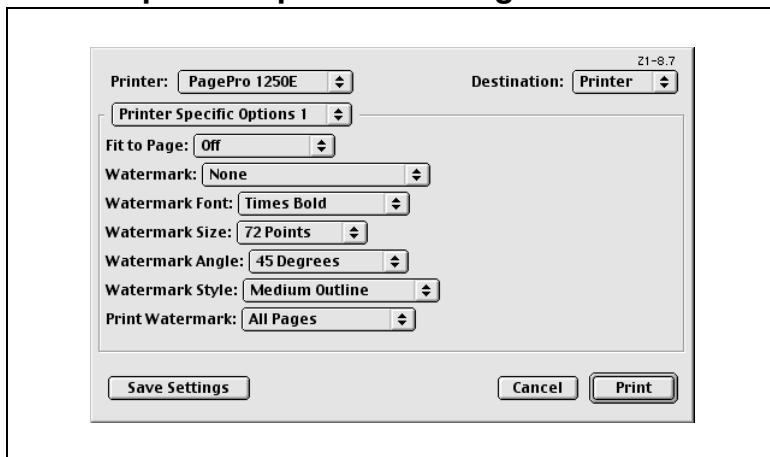 Z1-8.7
Printer: PagePro 1250E Destination: Printer
Printer Specific Options 1
Fit to Page: Off
Watermark: None
Watermark Font: Times Bold
Watermark Size: 72 Points
Watermark Angle: 45 Degrees
Watermark Style: Medium Outline
Print Watermark: All Pages
Save Settings Cancel Print